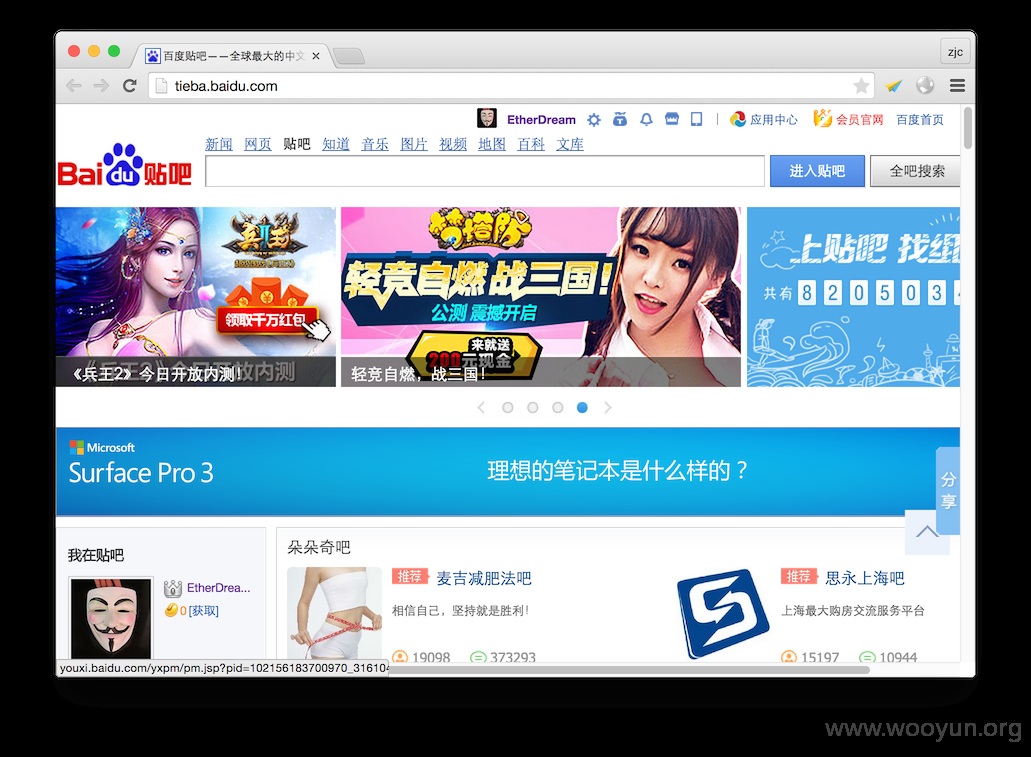 百度贴吧——全球最大的中文
zjc
tieba.baidu.com
EtherDream
应用中心
会员官网
百度首页
新闻 网页 贴吧 知道 音乐 图片 视频 地图 百科 文库
Bai du 贴吧
进入贴吧
全吧搜索
兵王II
领取千万红包
《兵王2》今日开放内测!
梦塔防
轻竞自燃 战三国!
公测 震撼开启
来就送
200元现金
轻竞自燃，战三国!
上贴吧 找组
共有 8 2 0 5 0 3
Microsoft
Surface Pro 3
理想的笔记本是什么样的？
分享
我在贴吧
EtherDrea...
0 [获取]
朵朵奇吧
推荐 麦吉减肥法吧
相信自己，坚持就是胜利!
19098 373293
推荐 思永上海吧
上海最大购房交流服务平台
15197 10944
youxi.baidu.com/yxpm/pm.jsp?pid=102156183700970_31610
www.wooyun.org